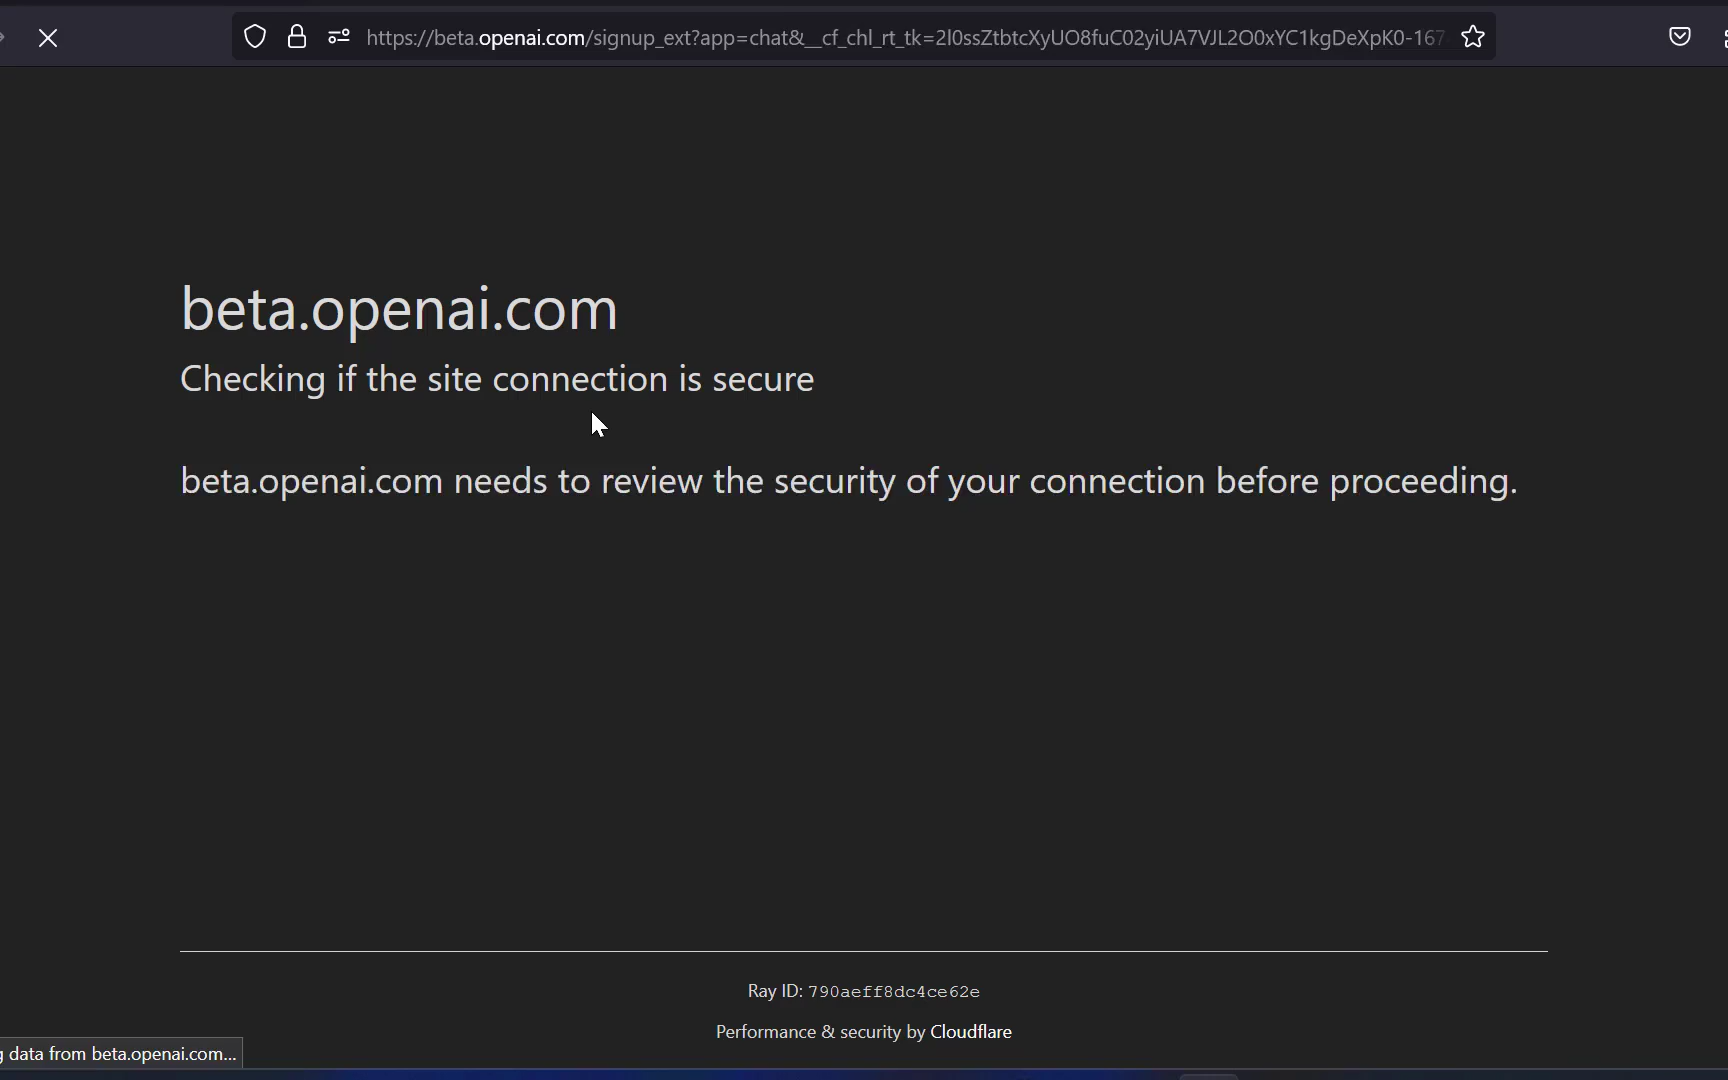 https://beta.openai.com/signup_ext?app=chat&__cf_chl_rt_tk=2l0ssZtbtcXyUO8fuC02yiUA7VJL2O0xYC1kgDeXpK0-167
beta.openai.com
Checking if the site connection is secure
beta.openai.com needs to review the security of your connection before proceeding.
Ray ID: 790aeff8dc4ce62e
Performance & security by Cloudflare
g data from beta.openai.com...